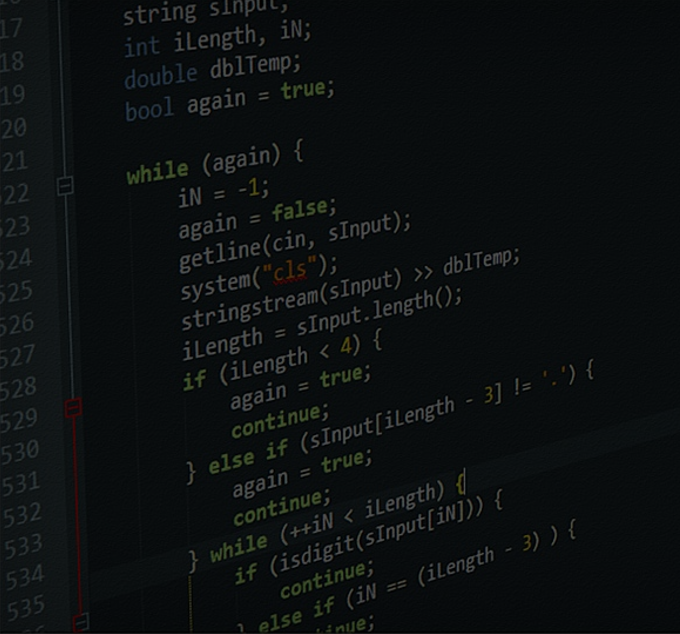 17 string sInput;
18 int iLength, iN;
19 double dblTemp;
20 bool again = true;
21
522 while (again) {
523 iN = -1;
524 again = false;
525 getline(cin, sInput);
526 system("cls");
527 stringstream(sInput) >> dblTemp;
528 iLength = sInput.length();
529 if (iLength < 4) {
530 again = true;
531 continue;
532 } else if (sInput[iLength - 3] != '.') {
533 again = true;
534 continue;
535 } while (++iN < iLength) {
if (isdigit(sInput[iN])) {
continue;
} else if (iN == (iLength - 3) ) {